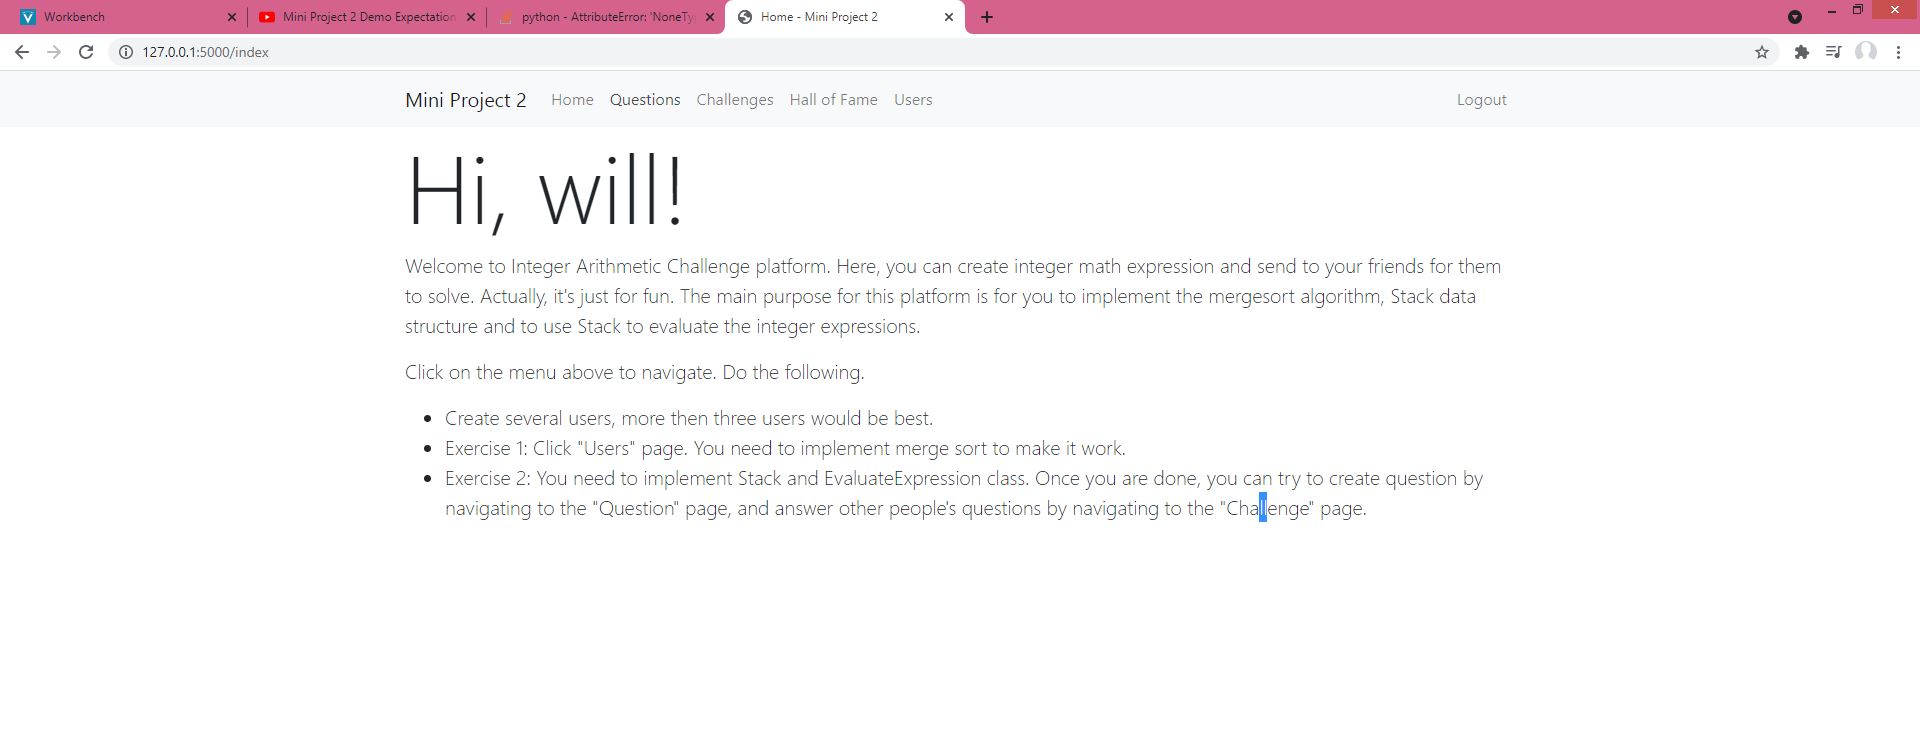 Workbench
Mini Project 2 Demo Expectation
python - AttributeError: 'NoneTy
Home - Mini Project 2
127.0.0.1:5000/index
Mini Project 2 Home Questions Challenges Hall of Fame Users Logout
Hi, will!
Welcome to Integer Arithmetic Challenge platform. Here, you can create integer math expression and send to your friends for them
to solve. Actually, it's just for fun. The main purpose for this platform is for you to implement the mergesort algorithm, Stack data
structure and to use Stack to evaluate the integer expressions.
Click on the menu above to navigate. Do the following.
Create several users, more then three users would be best.
Exercise 1: Click "Users" page. You need to implement merge sort to make it work.
Exercise 2: You need to implement Stack and EvaluateExpression class. Once you are done, you can try to create question by
navigating to the "Question" page, and answer other people's questions by navigating to the "Challenge" page.